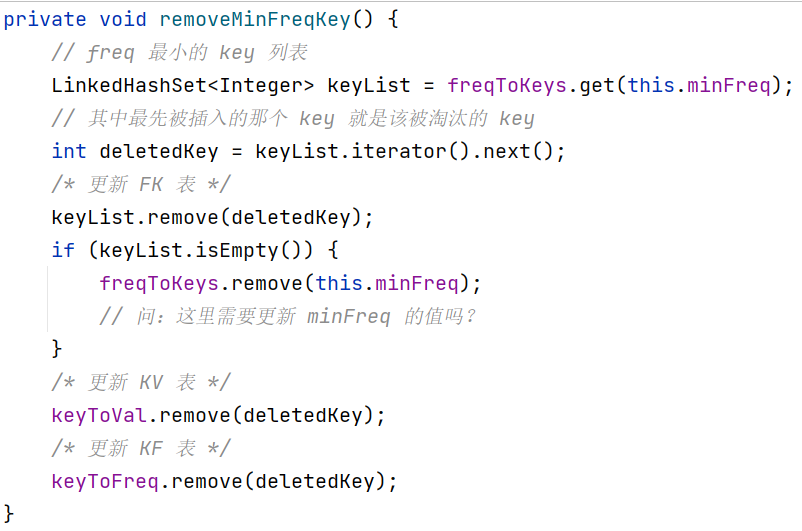 private void removeMinFreqKey() {
    // freq 最小的 key 列表
    LinkedHashSet<Integer> keyList = freqToKeys.get(this.minFreq);
    // 其中最先被插入的那个 key 就是该被淘汰的 key
    int deletedKey = keyList.iterator().next();
    /* 更新 FK 表 */
    keyList.remove(deletedKey);
    if (keyList.isEmpty()) {
        freqToKeys.remove(this.minFreq);
        // 问：这里需要更新 minFreq 的值吗？
    }
    /* 更新 KV 表 */
    keyToVal.remove(deletedKey);
    /* 更新 KF 表 */
    keyToFreq.remove(deletedKey);
}